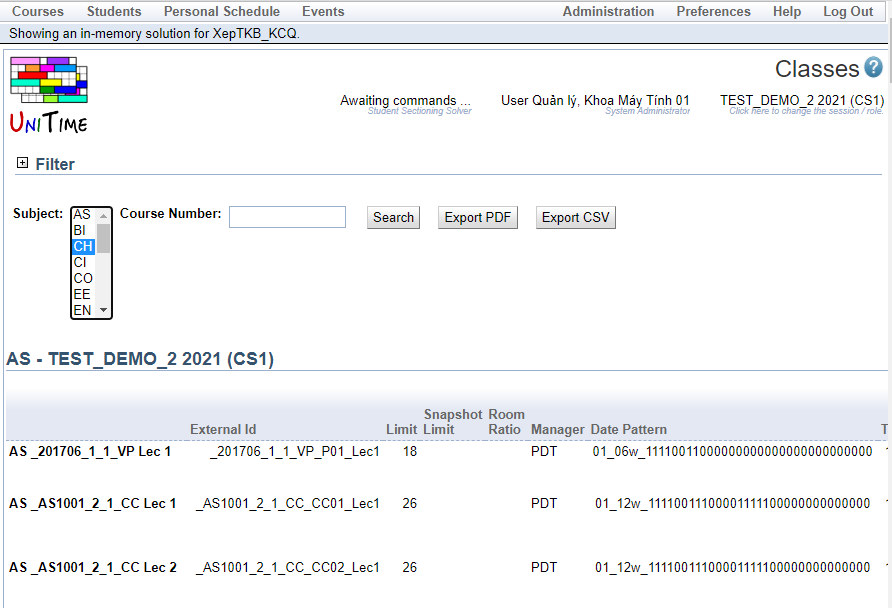 Courses Students Personal Schedule Events Administration Preferences Help Log Out
Showing an in-memory solution for XepTKB_KCQ.
UNITIME
Classes ?
Awaiting commands ... User Quản lý, Khoa Máy Tính 01 TEST_DEMO_2 2021 (CS1)
Student Sectioning Solver System Administrator Click here to change the session / role.
Filter
Subject: AS Course Number: Search Export PDF Export CSV
BI
CH
CI
CO
EE
EN
AS - TEST_DEMO_2 2021 (CS1)
Snapshot Room
External Id Limit Limit Ratio Manager Date Pattern T
AS _201706_1_1_VP Lec 1 _201706_1_1_VP_P01_Lec1 18 PDT 01_06w_1111001100000000000000000000000
AS _AS1001_2_1_CC Lec 1 _AS1001_2_1_CC_CC01_Lec1 26 PDT 01_12w_1111001110000111110000000000000
AS _AS1001_2_1_CC Lec 2 _AS1001_2_1_CC_CC02_Lec1 26 PDT 01_12w_1111001110000111110000000000000